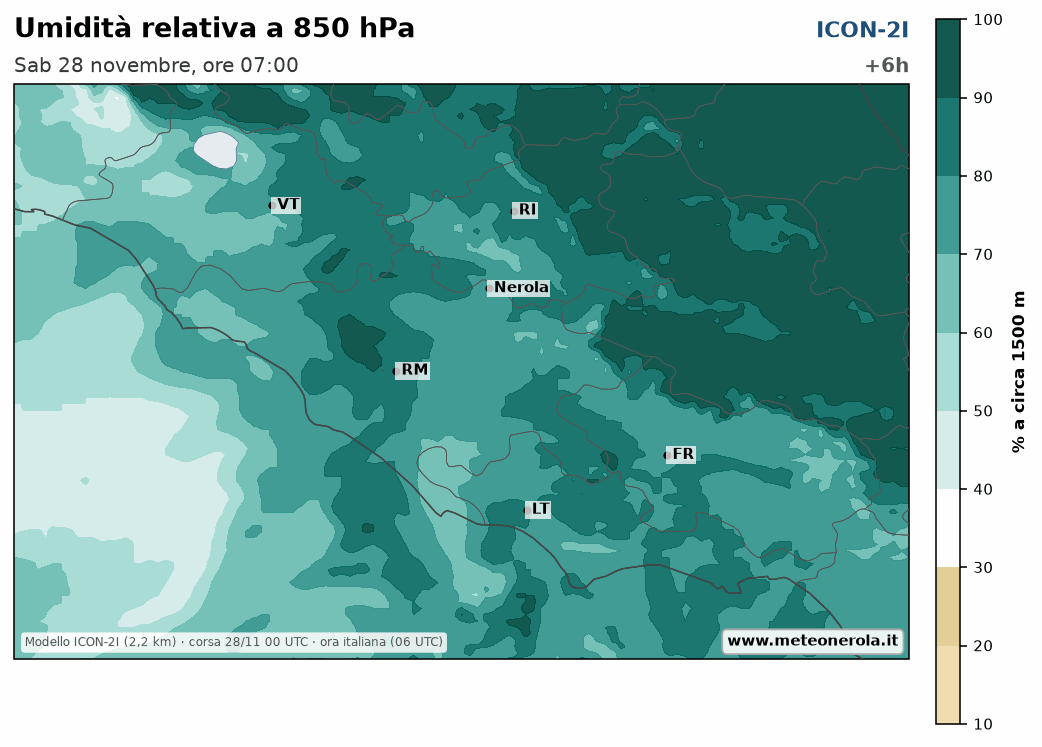 Umidità relativa a 850 hPa
ICON-2I
Sab 28 novembre, ore 07:00
+6h
100
90
80
70
60
50
40
30
20
10
% a circa 1500 m
VT
RI
Nerola
RM
FR
LT
Modello ICON-2I (2,2 km) · corsa 28/11 00 UTC · ora italiana (06 UTC)
www.meteonerola.it